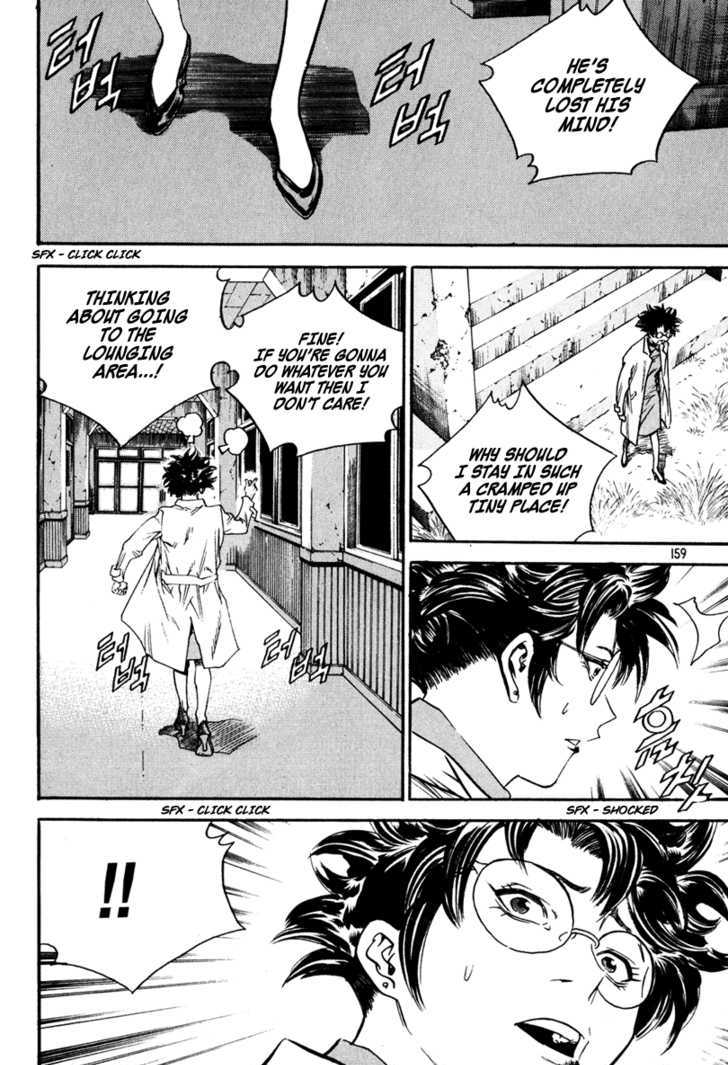 터벅
터벅
HE'S
COMPLETELY
LOST HIS
MIND!
SFX - CLICK CLICK
THINKING
ABOUT GOING
TO THE
LOUNGING
AREA...!
FINE!
IF YOU'RE GONNA
DO WHATEVER YOU
WANT THEN I
DON'T CARE!
터벅
터벅
SFX - CLICK CLICK
WHY SHOULD
I STAY IN SUCH
A CRAMPED UP
TINY PLACE!
159
SFX - SHOCKED
!!